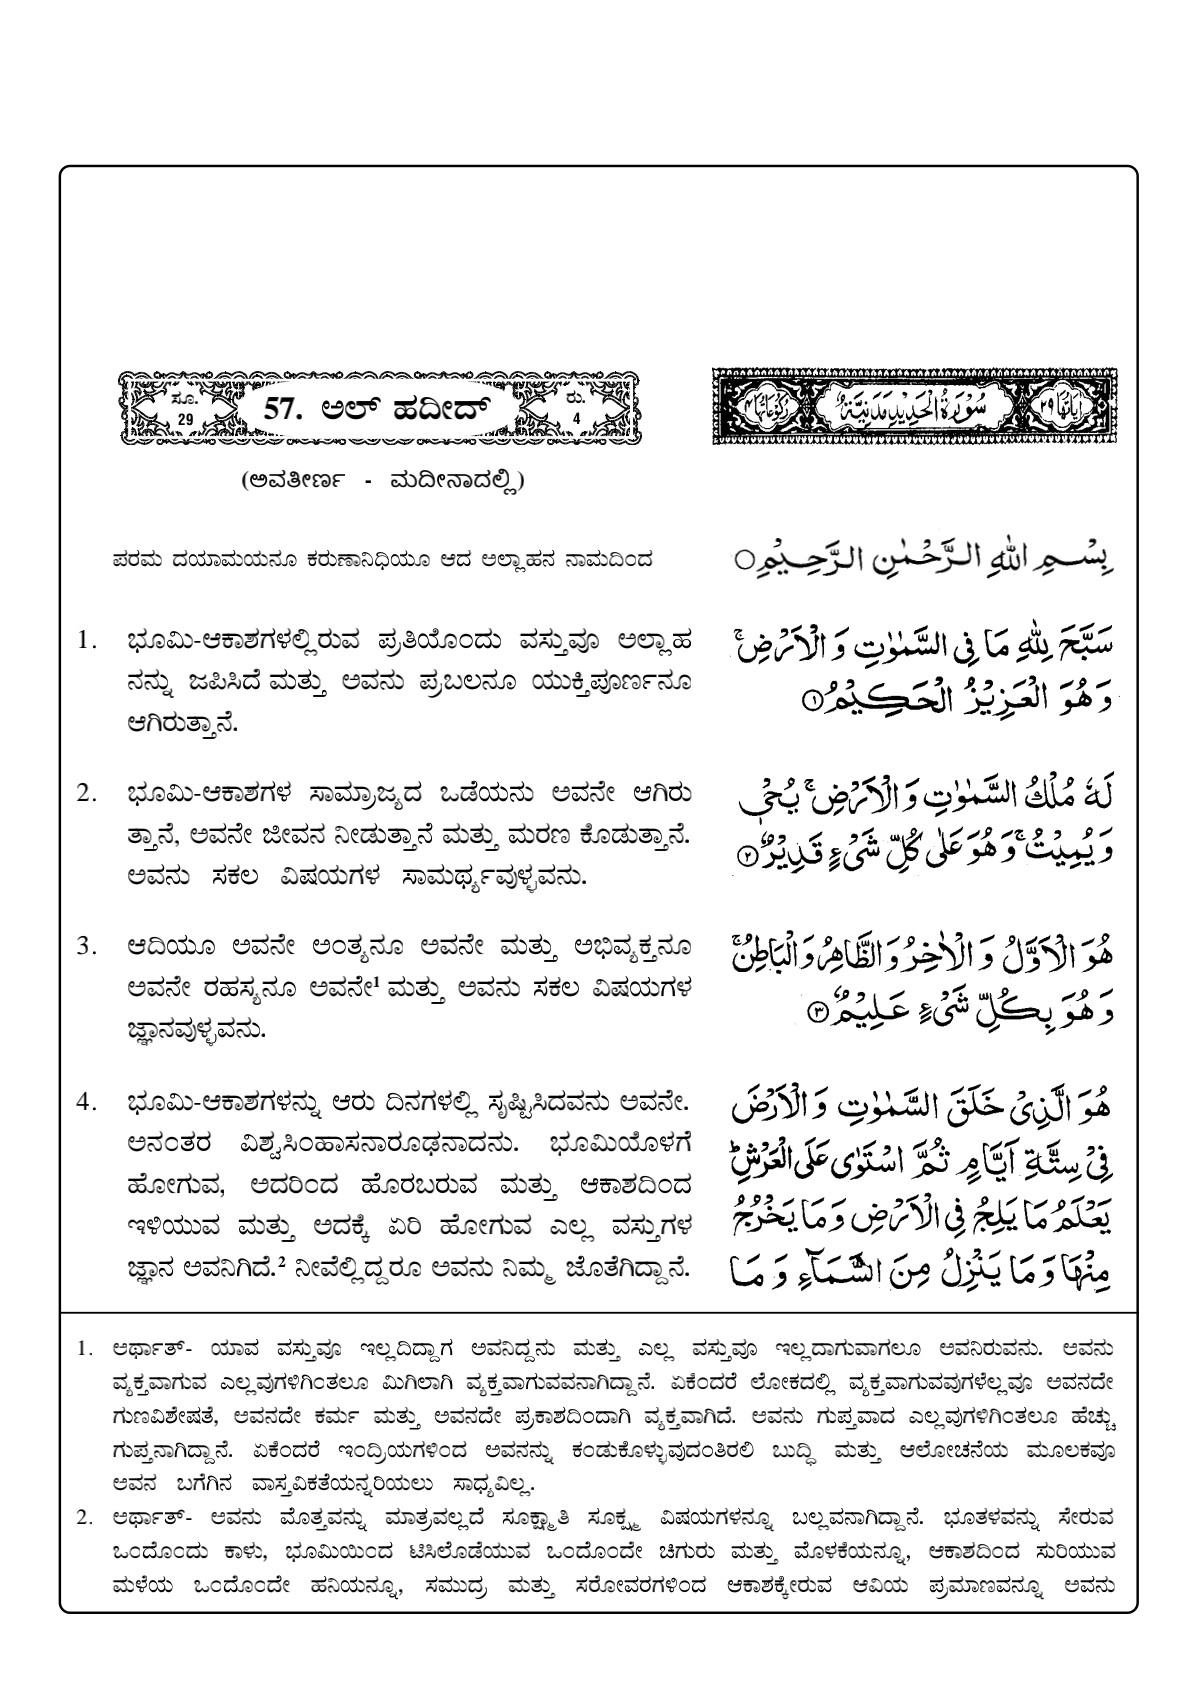 ಸೂ.
29
57. ಅಲ್ ಹದೀದ್
ರು.
4
اٰیَاتُهَا ٢٩
سُوْرَةُ الْحَدِيْدِ مَدَنِيَّةٌ
رُكُوْعَاتُهَا ٤
(ಅವತೀರ್ಣ - ಮದೀನಾದಲ್ಲಿ)
ಪರಮ ದಯಾಮಯನೂ ಕರುಣಾನಿಧಿಯೂ ಆದ ಅಲ್ಲಾಹನ ನಾಮದಿಂದ
بِسْمِ اللّٰهِ الرَّحْمٰنِ الرَّحِيْمِ○
1. ಭೂಮಿ-ಆಕಾಶಗಳಲ್ಲಿರುವ ಪ್ರತಿಯೊಂದು ವಸ್ತುವೂ ಅಲ್ಲಾಹ
ನನ್ನು ಜಪಿಸಿದೆ ಮತ್ತು ಅವನು ಪ್ರಬಲನೂ ಯುಕ್ತಿಪೂರ್ಣನೂ
ಆಗಿರುತ್ತಾನೆ.
سَبَّحَ لِلّٰهِ مَا فِی السَّمٰوٰتِ وَ الْاَرْضِ ۚ
وَ هُوَ الْعَزِیْزُ الْحَكِیْمُ ①
2. ಭೂಮಿ-ಆಕಾಶಗಳ ಸಾಮ್ರಾಜ್ಯದ ಒಡೆಯನು ಅವನೇ ಆಗಿರು
ತ್ತಾನೆ, ಅವನೇ ಜೀವನ ನೀಡುತ್ತಾನೆ ಮತ್ತು ಮರಣ ಕೊಡುತ್ತಾನೆ.
ಅವನು ಸಕಲ ವಿಷಯಗಳ ಸಾಮರ್ಥ್ಯವುಳ್ಳವನು.
لَهٗ مُلْكُ السَّمٰوٰتِ وَ الْاَرْضِ ۚ یُحْیٖ
وَ یُمِیْتُ ۚ وَ هُوَ عَلٰی كُلِّ شَیْءٍ قَدِیْرٌ ②
3. ಆದಿಯೂ ಅವನೇ ಅಂತ್ಯನೂ ಅವನೇ ಮತ್ತು ಅಭಿವ್ಯಕ್ತನೂ
ಅವನೇ ರಹಸ್ಯನೂ ಅವನೇ¹ ಮತ್ತು ಅವನು ಸಕಲ ವಿಷಯಗಳ
ಜ್ಞಾನವುಳ್ಳವನು.
هُوَ الْاَوَّلُ وَ الْاٰخِرُ وَ الظَّاهِرُ وَ الْبَاطِنُ ۚ
وَ هُوَ بِكُلِّ شَیْءٍ عَلِیْمٌ ③
4. ಭೂಮಿ-ಆಕಾಶಗಳನ್ನು ಆರು ದಿನಗಳಲ್ಲಿ ಸೃಷ್ಟಿಸಿದವನು ಅವನೇ.
ಅನಂತರ ವಿಶ್ವಸಿಂಹಾಸನಾರೂಢನಾದನು. ಭೂಮಿಯೊಳಗೆ
ಹೋಗುವ, ಅದರಿಂದ ಹೊರಬರುವ ಮತ್ತು ಆಕಾಶದಿಂದ
ಇಳಿಯುವ ಮತ್ತು ಅದಕ್ಕೆ ಏರಿ ಹೋಗುವ ಎಲ್ಲ ವಸ್ತುಗಳ
ಜ್ಞಾನ ಅವನಿಗಿದೆ.² ನೀವೆಲ್ಲಿದ್ದರೂ ಅವನು ನಿಮ್ಮ ಜೊತೆಗಿದ್ದಾನೆ.
هُوَ الَّذِیْ خَلَقَ السَّمٰوٰتِ وَ الْاَرْضَ
فِیْ سِتَّةِ اَیَّامٍ ثُمَّ اسْتَوٰی عَلَی الْعَرْشِ ؕ
یَعْلَمُ مَا یَلِجُ فِی الْاَرْضِ وَ مَا یَخْرُجُ
مِنْهَا وَ مَا یَنْزِلُ مِنَ السَّمَآءِ وَ مَا
1. ಅರ್ಥಾತ್- ಯಾವ ವಸ್ತುವೂ ಇಲ್ಲದಿದ್ದಾಗ ಅವನಿದ್ದನು ಮತ್ತು ಎಲ್ಲ ವಸ್ತುವೂ ಇಲ್ಲದಾಗುವಾಗಲೂ ಅವನಿರುವನು. ಅವನು
ವ್ಯಕ್ತವಾಗುವ ಎಲ್ಲವುಗಳಿಗಿಂತಲೂ ಮಿಗಿಲಾಗಿ ವ್ಯಕ್ತವಾಗುವವನಾಗಿದ್ದಾನೆ. ಏಕೆಂದರೆ ಲೋಕದಲ್ಲಿ ವ್ಯಕ್ತವಾಗುವವುಗಳೆಲ್ಲವೂ ಅವನದೇ
ಗುಣವಿಶೇಷತೆ, ಅವನದೇ ಕರ್ಮ ಮತ್ತು ಅವನದೇ ಪ್ರಕಾಶದಿಂದಾಗಿ ವ್ಯಕ್ತವಾಗಿದೆ. ಅವನು ಗುಪ್ತವಾದ ಎಲ್ಲವುಗಳಿಗಿಂತಲೂ ಹೆಚ್ಚು
ಗುಪ್ತನಾಗಿದ್ದಾನೆ. ಏಕೆಂದರೆ ಇಂದ್ರಿಯಗಳಿಂದ ಅವನನ್ನು ಕಂಡುಕೊಳ್ಳುವುದಂತಿರಲಿ ಬುದ್ಧಿ ಮತ್ತು ಆಲೋಚನೆಯ ಮೂಲಕವೂ
ಅವನ ಬಗೆಗಿನ ವಾಸ್ತವಿಕತೆಯನ್ನರಿಯಲು ಸಾಧ್ಯವಿಲ್ಲ.
2. ಅರ್ಥಾತ್- ಅವನು ಮೊತ್ತವನ್ನು ಮಾತ್ರವಲ್ಲದೆ ಸೂಕ್ಷ್ಮಾತಿ ಸೂಕ್ಷ್ಮ ವಿಷಯಗಳನ್ನೂ ಬಲ್ಲವನಾಗಿದ್ದಾನೆ. ಭೂತಳವನ್ನು ಸೇರುವ
ಒಂದೊಂದು ಕಾಳು, ಭೂಮಿಯಿಂದ ಟಿಸಿಲೊಡೆಯುವ ಒಂದೊಂದೇ ಚಿಗುರು ಮತ್ತು ಮೊಳಕೆಯನ್ನೂ, ಆಕಾಶದಿಂದ ಸುರಿಯುವ
ಮಳೆಯ ಒಂದೊಂದೇ ಹನಿಯನ್ನೂ, ಸಮುದ್ರ ಮತ್ತು ಸರೋವರಗಳಿಂದ ಆಕಾಶಕ್ಕೇರುವ ಆವಿಯ ಪ್ರಮಾಣವನ್ನೂ ಅವನು